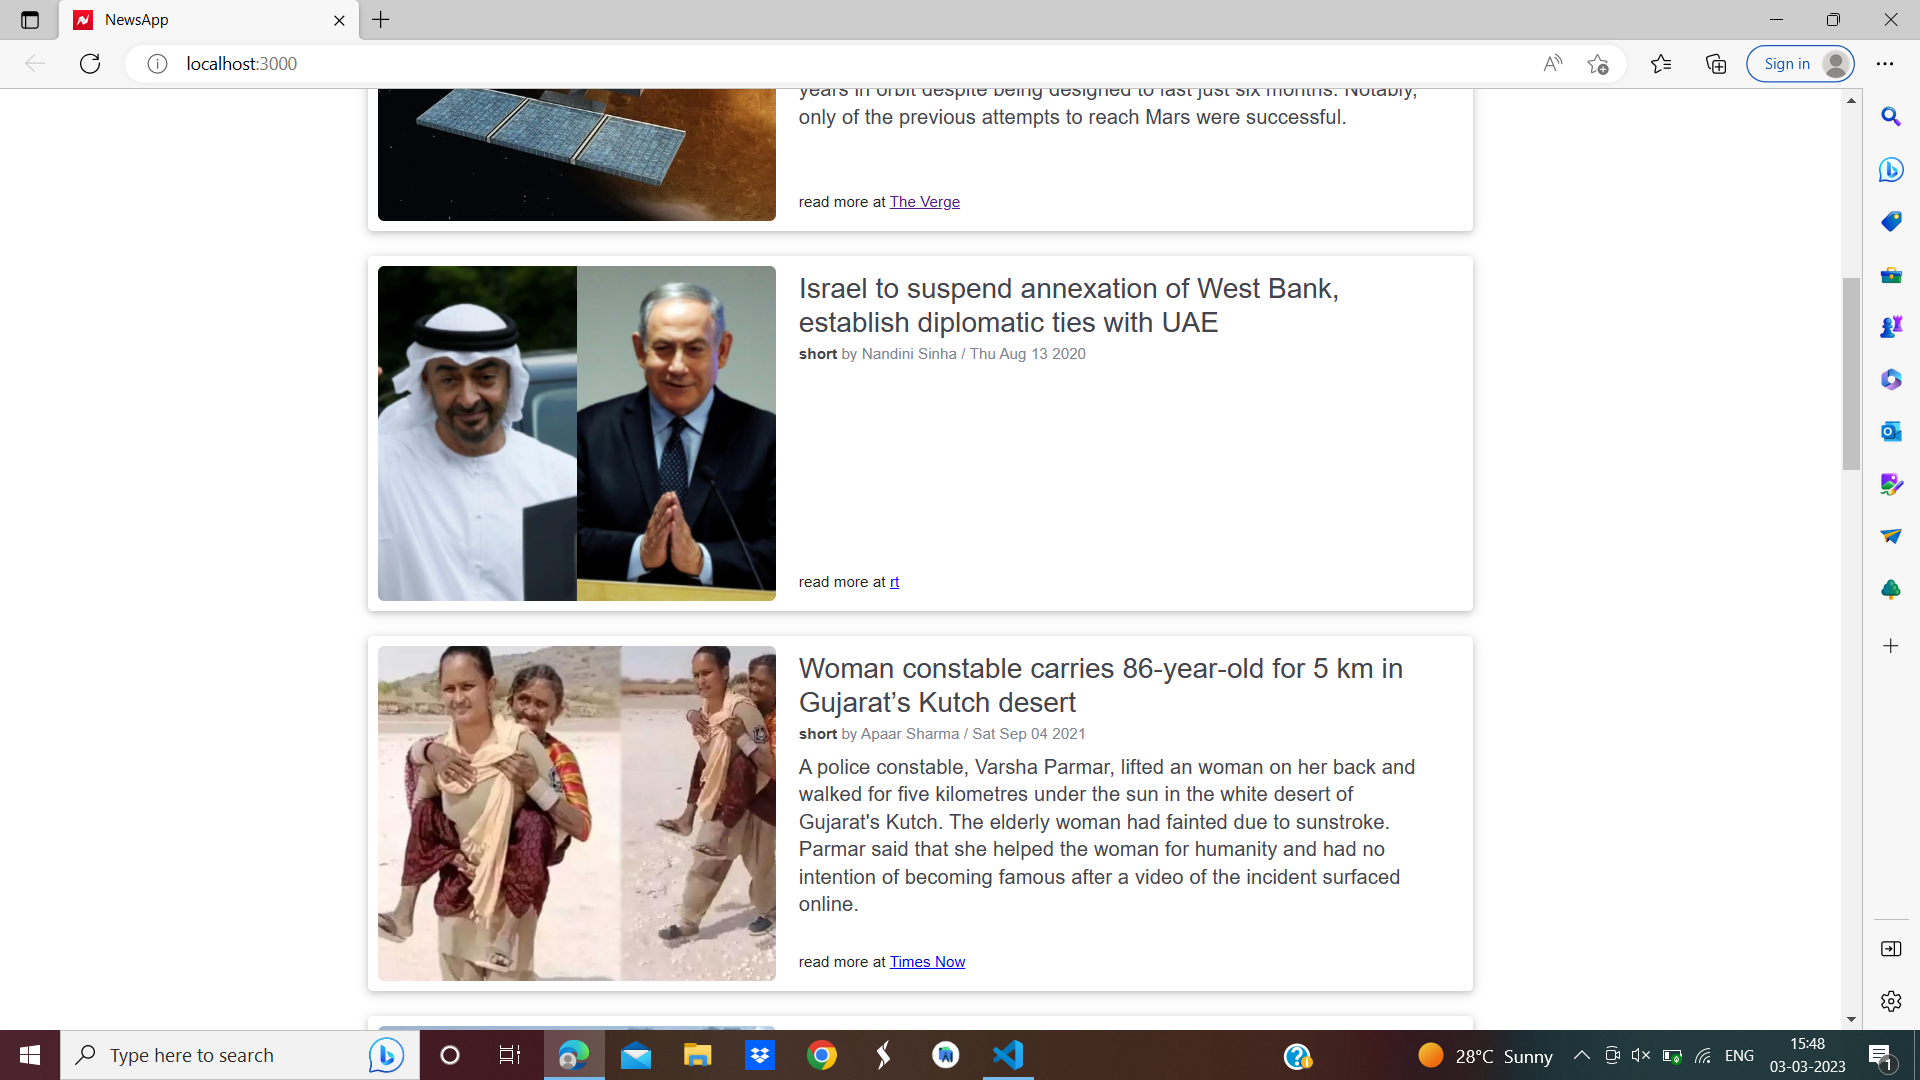 NewsApp
localhost:3000
Sign in
years in orbit despite being designed to last just six months. Notably,
only of the previous attempts to reach Mars were successful.
read more at The Verge
Israel to suspend annexation of West Bank,
establish diplomatic ties with UAE
short by Nandini Sinha / Thu Aug 13 2020
read more at rt
Woman constable carries 86-year-old for 5 km in
Gujarat’s Kutch desert
short by Apaar Sharma / Sat Sep 04 2021
A police constable, Varsha Parmar, lifted an woman on her back and
walked for five kilometres under the sun in the white desert of
Gujarat's Kutch. The elderly woman had fainted due to sunstroke.
Parmar said that she helped the woman for humanity and had no
intention of becoming famous after a video of the incident surfaced
online.
read more at Times Now
Type here to search
28°C Sunny
ENG
15:48
03-03-2023
1